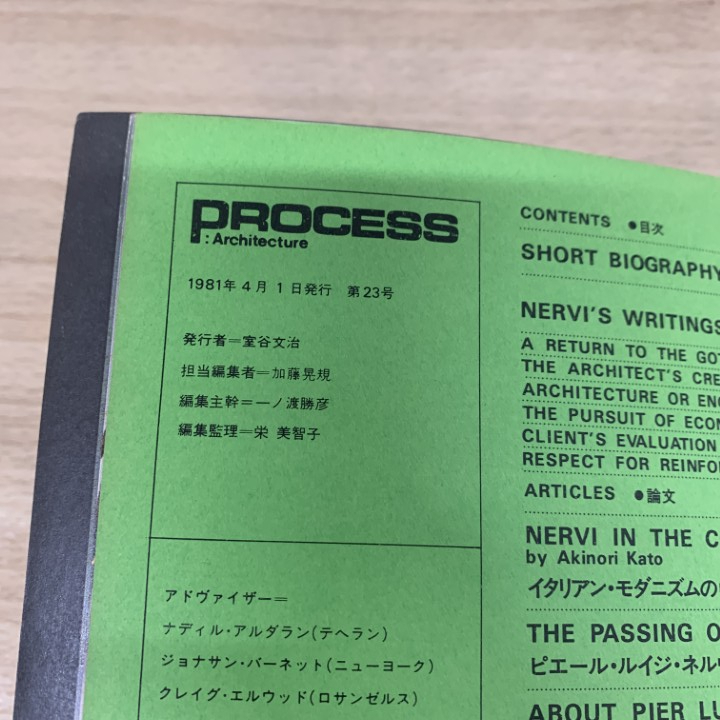 PROCESS
: Architecture
1981年4月1日発行 第23号
発行者=室谷文治
担当編集者=加藤晃規
編集主幹=一ノ渡勝彦
編集監理=栄 美智子
アドヴァイザー=
ナディル・アルダラン(テヘラン)
ジョナサン・バーネット(ニューヨーク)
クレイグ・エルウッド(ロサンゼルス)
CONTENTS ●目次
SHORT BIOGRAPHY
NERVI'S WRITINGS
A RETURN TO THE
THE ARCHITECT'S
ARCHITECTURE OR
THE PURSUIT OF
CLIENT'S EVALUATION
RESPECT FOR
ARTICLES ●論文
NERVI IN THE
by Akinori Kato
イタリアン・モダニズムの
THE PASSING
ピエール・ルイジ・
ABOUT PIER